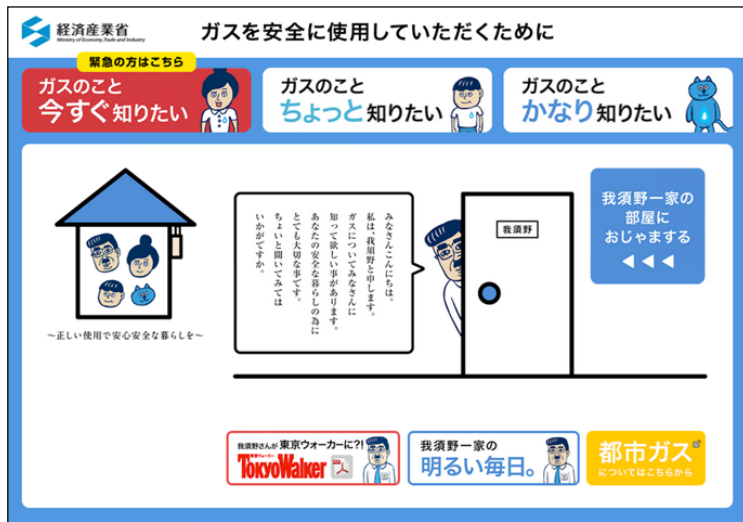 経済産業省
Ministry of Economy, Trade and Industry
ガスを安全に使用していただくために
緊急の方はこちら
ガスのこと
今すぐ知りたい
ガスのこと
ちょっと知りたい
ガスのこと
かなり知りたい
～正しい使用で安心安全な暮らしを～
みなさんこんにちは。
私は、我須野と申します。
ガスについてみなさんに
知って欲しい事があります。
あなたの安全な暮らしの為に
とても大切な事です。
ちょいと聞いてみては
いかがですか。
我須野
我須野一家の
部屋に
おじゃまする
我須野さんが東京ウォーカーに?!
東京ウォーカー
TokyoWalker
我須野一家の
明るい毎日。
都市ガス
についてはこちらから